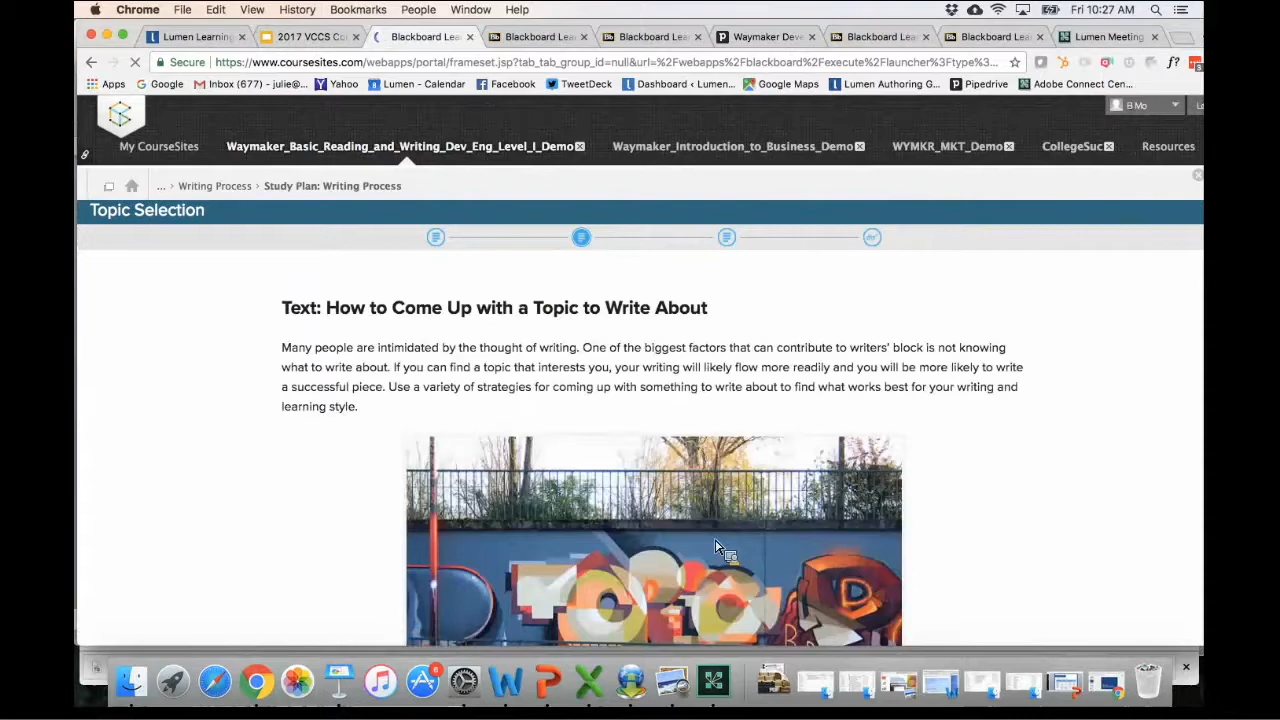 Chrome File Edit View History Bookmarks People Window Help Fri 10:27 AM
Lumen Learning 2017 VCCS Co Blackboard Lea Blackboard Lea Blackboard Lea Waymaker Dev Blackboard Lea Blackboard Lea Lumen Meeting
Secure https://www.coursesites.com/webapps/portal/frameset.jsp?tab_tab_group_id=null&url=%2Fwebapps%2Fblackboard%2Fexecute%2Flauncher%3Ftype%...
Apps Google Inbox (677) - julie@... Yahoo Lumen - Calendar Facebook TweetDeck Dashboard ‹ Lumen... Google Maps Lumen Authoring G... Pipedrive Adobe Connect Cen...
B Mo
My CourseSites Waymaker_Basic_Reading_and_Writing_Dev_Eng_Level_I_Demo Waymaker_Introduction_to_Business_Demo WYMKR_MKT_Demo CollegeSuc Resources
... › Writing Process › Study Plan: Writing Process
Topic Selection
Text: How to Come Up with a Topic to Write About
Many people are intimidated by the thought of writing. One of the biggest factors that can contribute to writers' block is not knowing
what to write about. If you can find a topic that interests you, your writing will likely flow more readily and you will be more likely to write
a successful piece. Use a variety of strategies for coming up with something to write about to find what works best for your writing and
learning style.
TOPIC